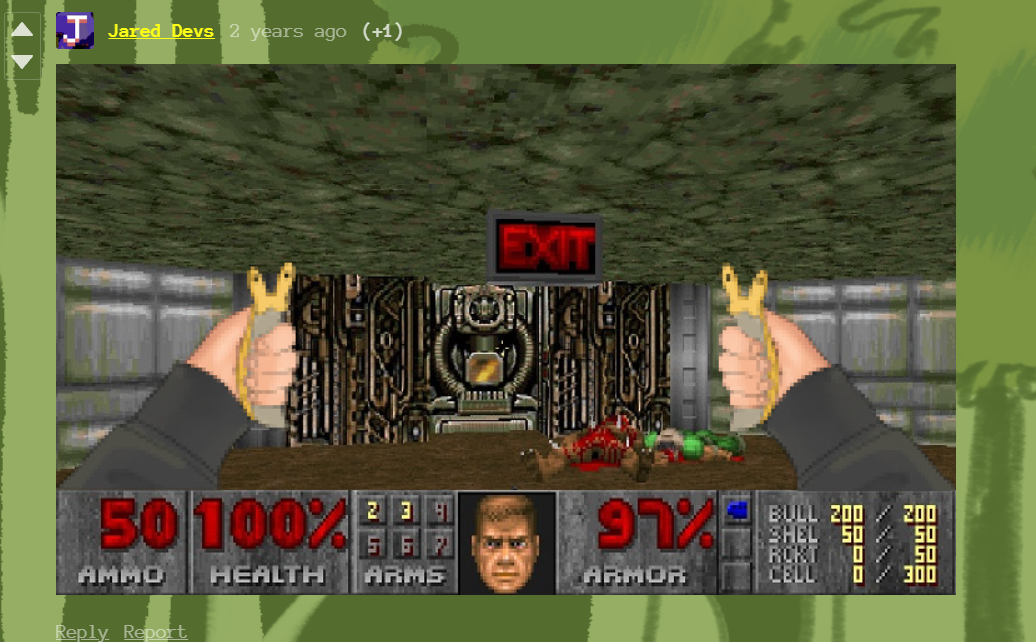 J Jared Devs 2 years ago (+1)
EXIT
50 100% 2 3 4 97% BULL 200 / 200
5 6 7 SHEL 50 / 50
RCKT 0 / 50
AMMO HEALTH ARMS ARMOR CELL 0 / 300
Reply Report